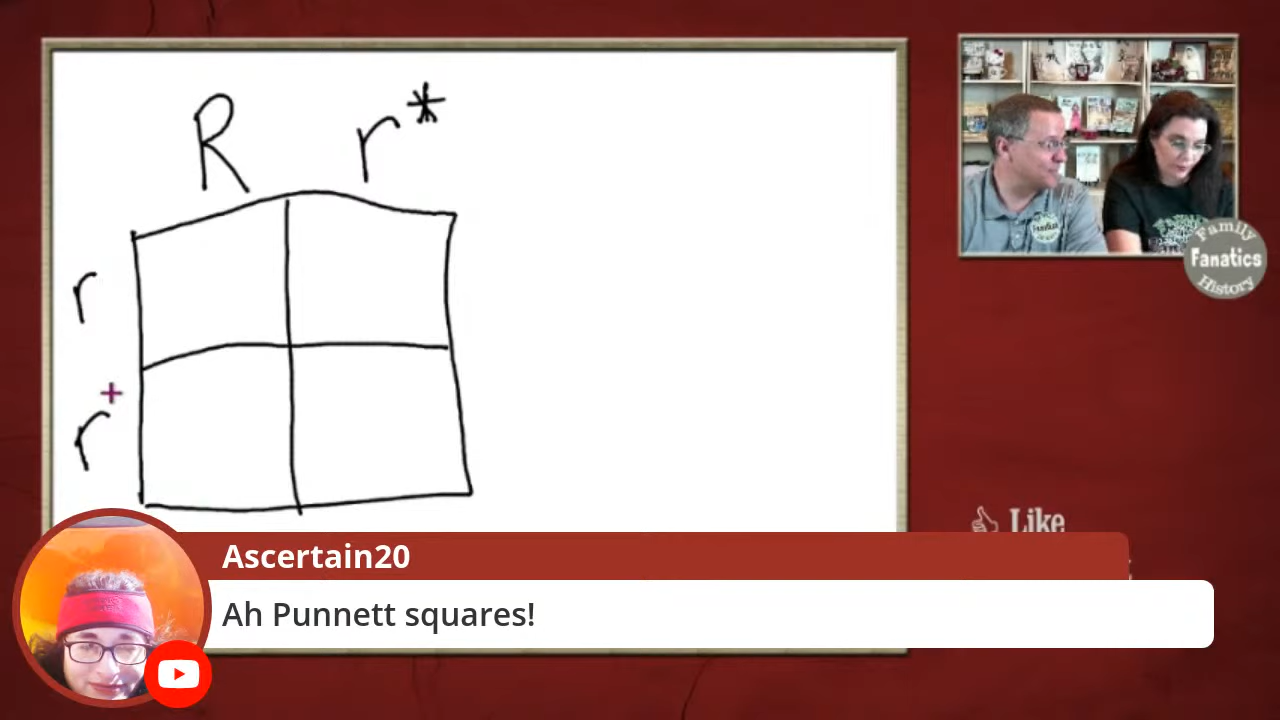 R r*
r
r+
Family
Fanatics
History
Like
Ascertain20
Ah Punnett squares!